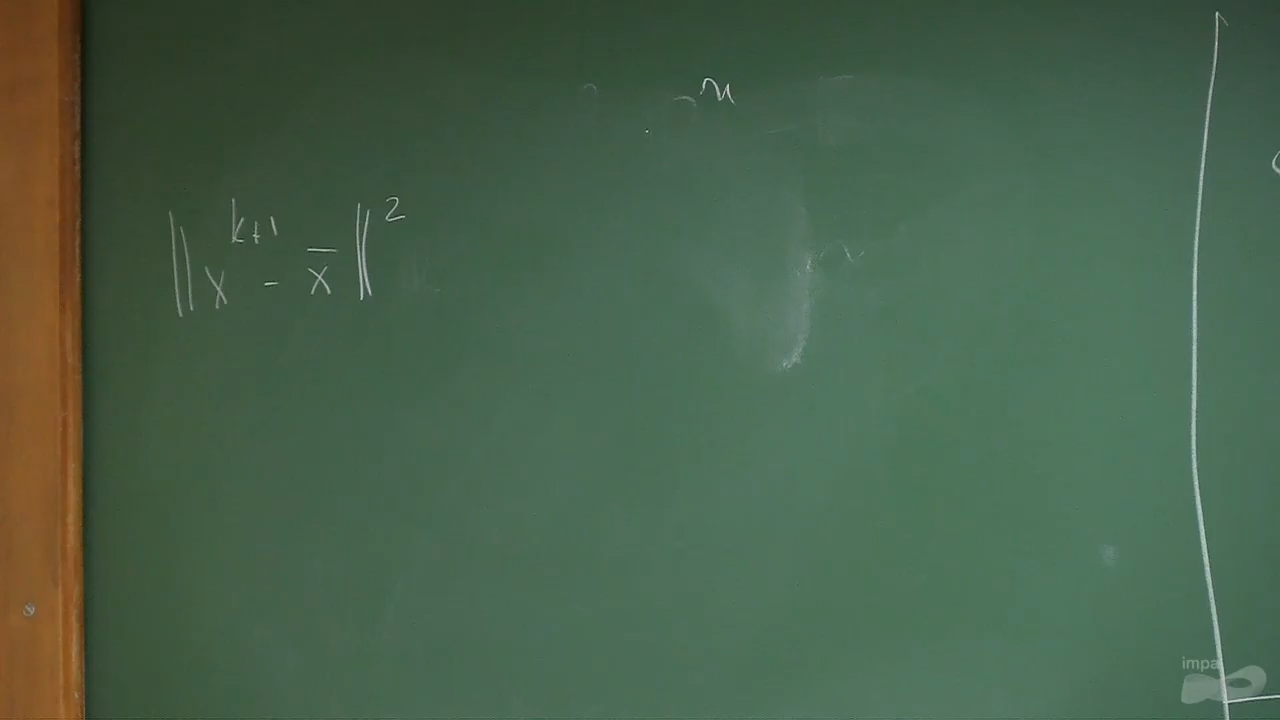 n
‖x^{k+1} - x̄‖²
impa